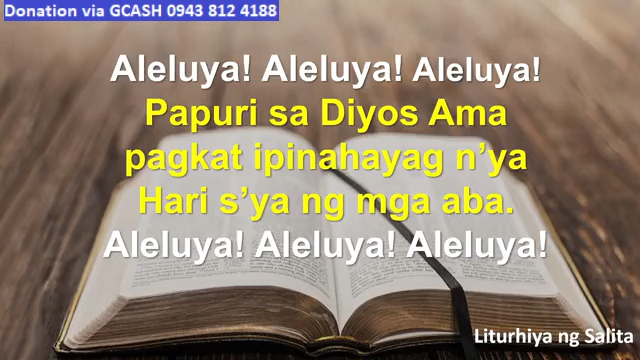 Donation via GCASH 0943 812 4188
Aleluya! Aleluya! Aleluya!
Papuri sa Diyos Ama
pagkat ipinahayag n’ya
Hari s’ya ng mga aba.
Aleluya! Aleluya! Aleluya!
Liturhiya ng Salita